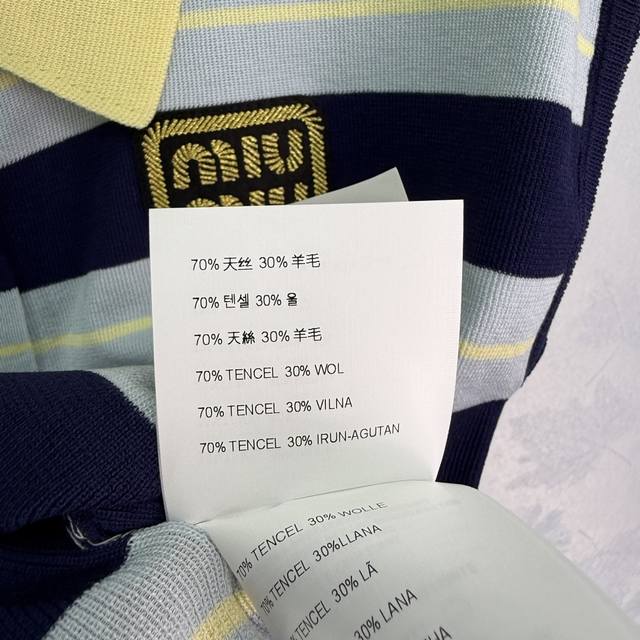 MIU
70% 天丝 30% 羊毛
70% 텐셀 30% 울
70% 天絲 30% 羊毛
70% TENCEL 30% WOL
70% TENCEL 30% VILNA
70% TENCEL 30% IRUN-AGUTAN
70% TENCEL 30% WOLLE
70% TENCEL 30%LLANA
TENCEL 30% LÃ
30% LANA